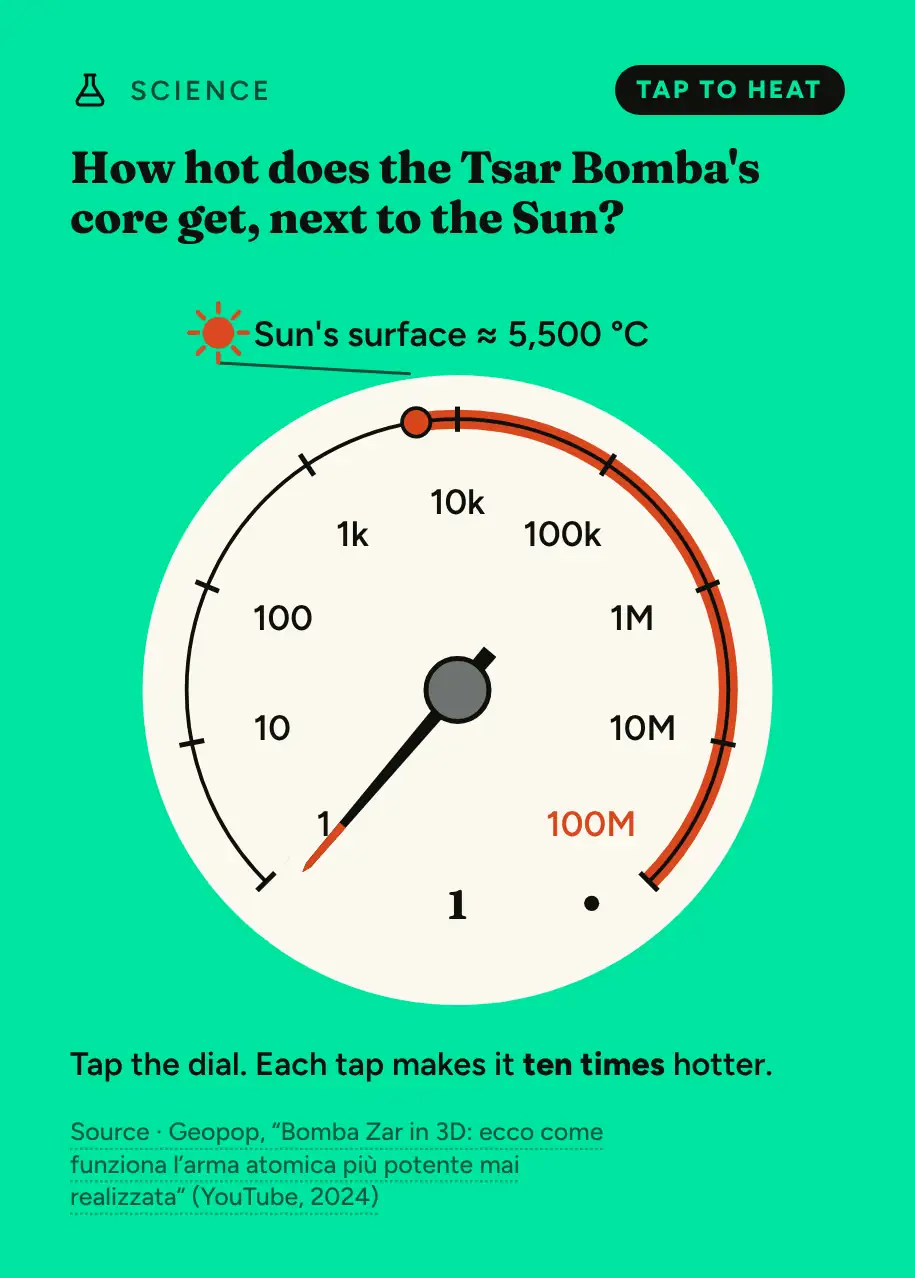 SCIENCE
TAP TO HEAT
How hot does the Tsar Bomba's
core get, next to the Sun?
Sun's surface ≈ 5,500 °C
10k
1k
100k
100
1M
10
10M
1
100M
1
Tap the dial. Each tap makes it ten times hotter.
Source · Geopop, “Bomba Zar in 3D: ecco come
funziona l’arma atomica più potente mai
realizzata” (YouTube, 2024)